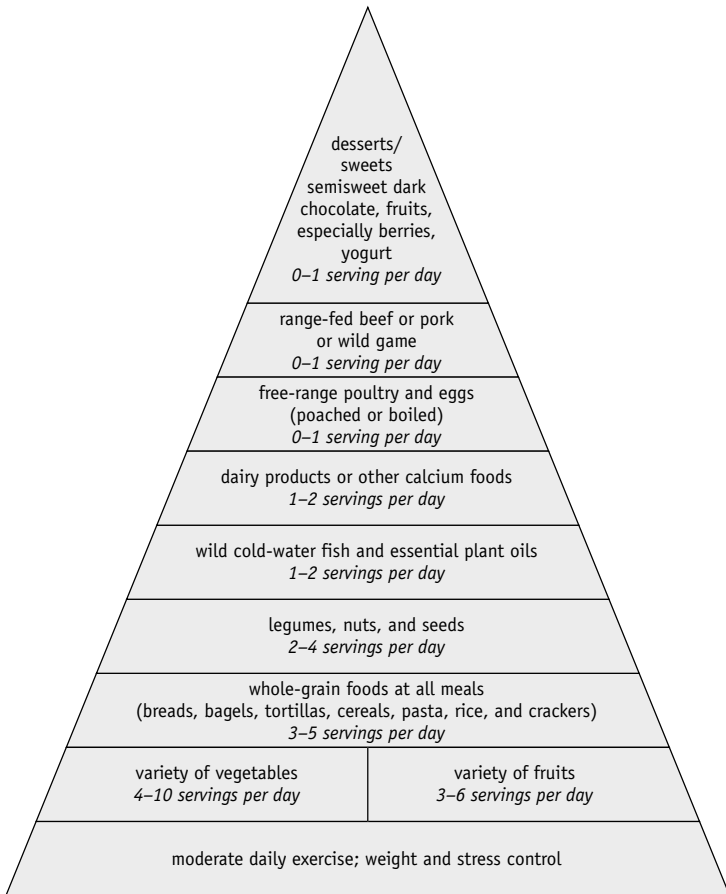 desserts/
sweets
semisweet dark
chocolate, fruits,
especially berries,
yogurt
0–1 serving per day
range-fed beef or pork
or wild game
0–1 serving per day
free-range poultry and eggs
(poached or boiled)
0–1 serving per day
dairy products or other calcium foods
1–2 servings per day
wild cold-water fish and essential plant oils
1–2 servings per day
legumes, nuts, and seeds
2–4 servings per day
whole-grain foods at all meals
(breads, bagels, tortillas, cereals, pasta, rice, and crackers)
3–5 servings per day
variety of vegetables
4–10 servings per day
variety of fruits
3–6 servings per day
moderate daily exercise; weight and stress control